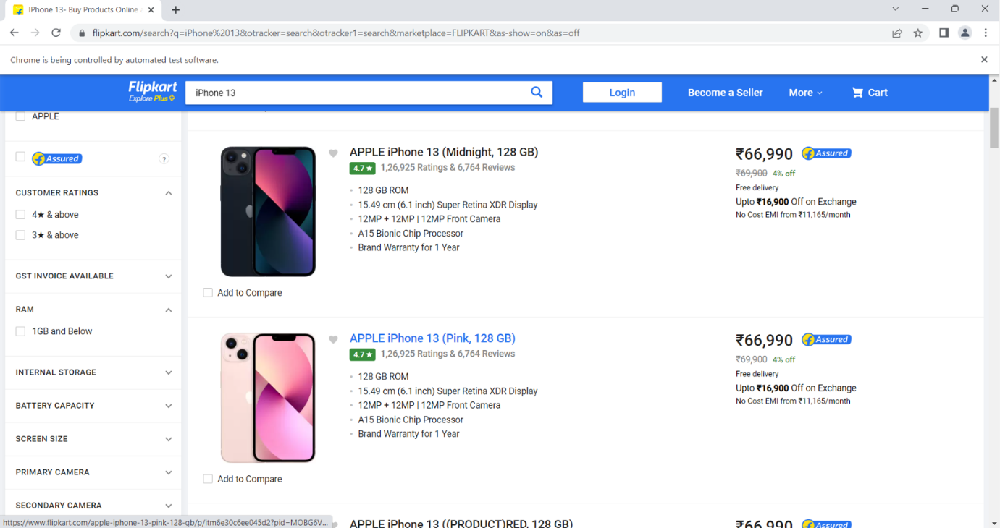 IPhone 13- Buy Products Online
flipkart.com/search?q=iPhone%2013&otracker=search&otracker1=search&marketplace=FLIPKART&as-show=on&as=off
Chrome is being controlled by automated test software.
Flipkart
Explore Plus
iPhone 13
Login
Become a Seller
More
Cart
APPLE
Assured
?
CUSTOMER RATINGS
4★ & above
3★ & above
GST INVOICE AVAILABLE
RAM
1GB and Below
INTERNAL STORAGE
BATTERY CAPACITY
SCREEN SIZE
PRIMARY CAMERA
SECONDARY CAMERA
APPLE iPhone 13 (Midnight, 128 GB)
4.7★ 1,26,925 Ratings & 6,764 Reviews
128 GB ROM
15.49 cm (6.1 inch) Super Retina XDR Display
12MP + 12MP | 12MP Front Camera
A15 Bionic Chip Processor
Brand Warranty for 1 Year
₹66,990 Assured
₹69,900 4% off
Free delivery
Upto ₹16,900 Off on Exchange
No Cost EMI from ₹11,165/month
Add to Compare
APPLE iPhone 13 (Pink, 128 GB)
4.7★ 1,26,925 Ratings & 6,764 Reviews
128 GB ROM
15.49 cm (6.1 inch) Super Retina XDR Display
12MP + 12MP | 12MP Front Camera
A15 Bionic Chip Processor
Brand Warranty for 1 Year
₹66,990 Assured
₹69,900 4% off
Free delivery
Upto ₹16,900 Off on Exchange
No Cost EMI from ₹11,165/month
Add to Compare
APPLE iPhone 13 ((PRODUCT)RED, 128 GB)
₹66,990 Assured
https://www.flipkart.com/apple-iphone-13-pink-128-gb/p/itm6e30c6ee045d2?pid=MOBG6V...